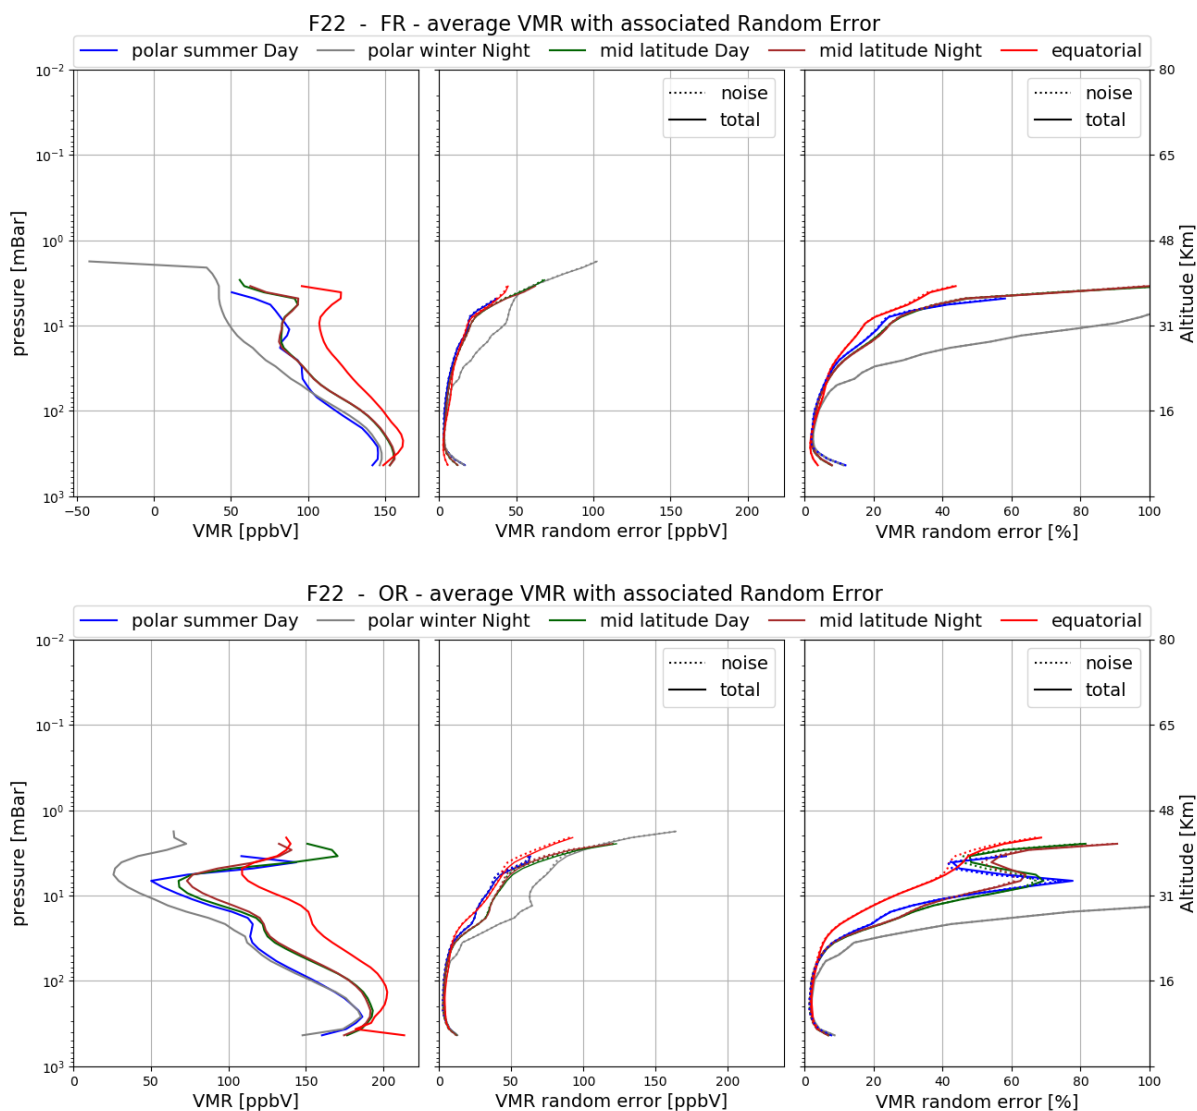 F22 - FR - average VMR with associated Random Error
polar summer Day polar winter Night mid latitude Day mid latitude Night equatorial
noise
total
noise
total
10⁻²
10⁻¹
10⁰
10¹
10²
10³
pressure [mBar]
80
65
48
31
16
Altitude [Km]
−50 0 50 100 150
0 50 100 150 200
0 20 40 60 80 100
VMR [ppbV]
VMR random error [ppbV]
VMR random error [%]
F22 - OR - average VMR with associated Random Error
polar summer Day polar winter Night mid latitude Day mid latitude Night equatorial
noise
total
noise
total
10⁻²
10⁻¹
10⁰
10¹
10²
10³
pressure [mBar]
80
65
48
31
16
Altitude [Km]
0 50 100 150 200
0 50 100 150 200
0 20 40 60 80 100
VMR [ppbV]
VMR random error [ppbV]
VMR random error [%]